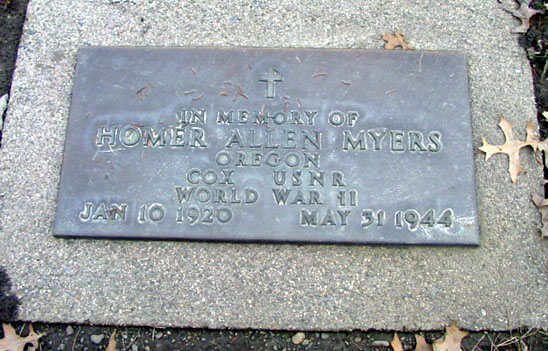 IN MEMORY OF
HOMER ALLEN MYERS
OREGON
COX USNR
WORLD WAR II
JAN 10 1920 MAY 31 1944